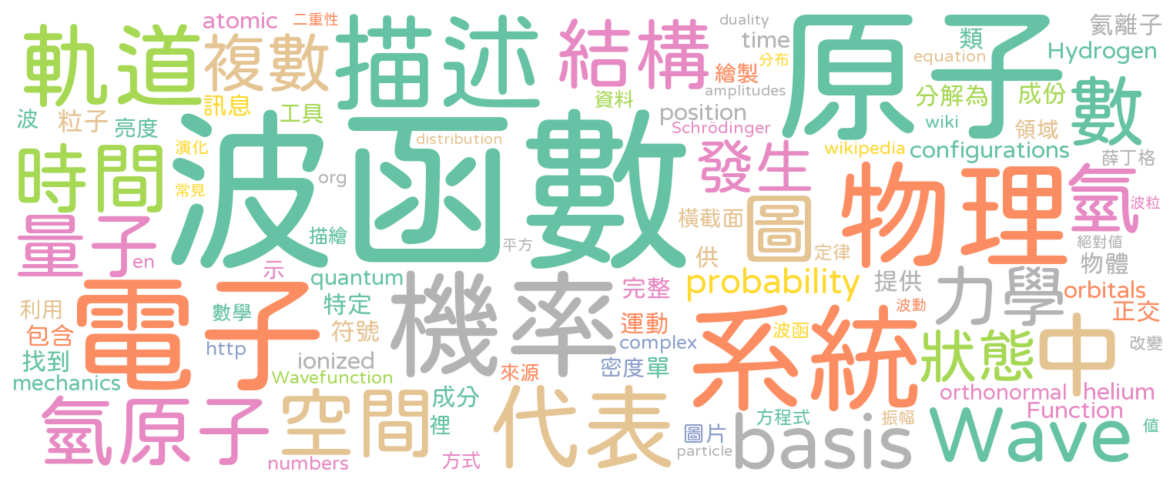 atomic 二重性 duality 氦離子
軌道 複數 描述 結構 time 原子 類 Hydrogen
繪製 分布 equation
訊息 資料 amplitudes 分解為 成份 數
波 粒子 亮度 工具 position wiki 領域
distribution Schrödinger
時間 演化 波函數 發生 wikipedia configurations 薛丁格
常見 org 物理 氫
量子 描繪 平方 橫截面 圖 波粒
en 示 供 定律 絕對值
quantum 物體
電子 利用 數學 特定 機率 完整 probability 提供 力學 orbitals
包含 符號 運動 波動 正交
找到 http ionized complex 系統 波函 狀態 中 改變
mechanics Wavefunction 來源 密度 單
氫原子 空間 成分 代表 orthonormal helium
裡 方程式 振幅 Function
圖片 basis Wave 值
numbers 方式 particle